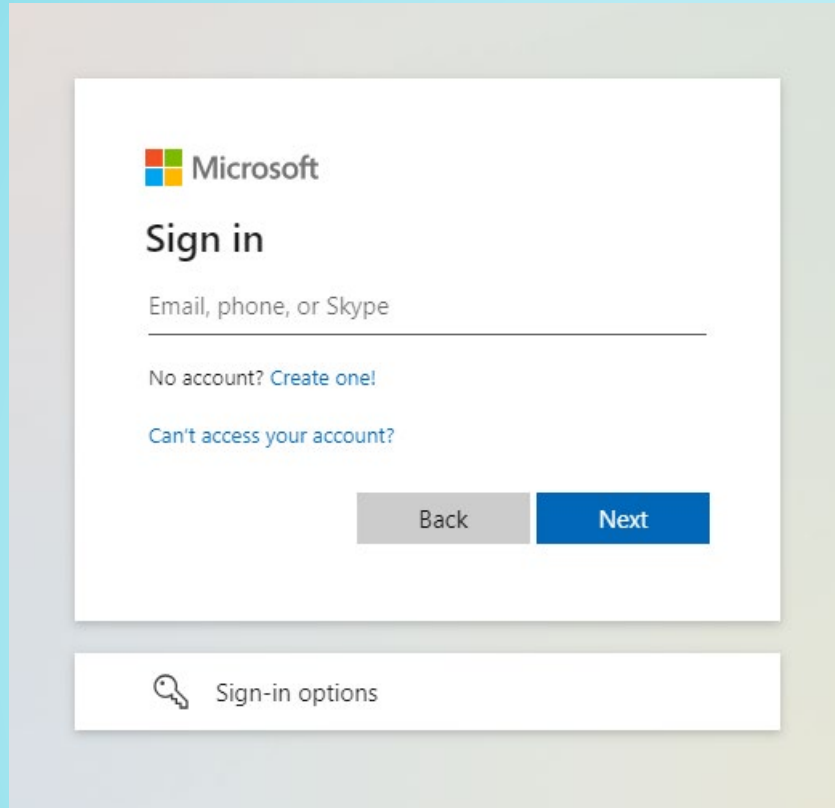 Microsoft
Sign in
Email, phone, or Skype
No account? Create one!
Can't access your account?
Back Next
Sign-in options